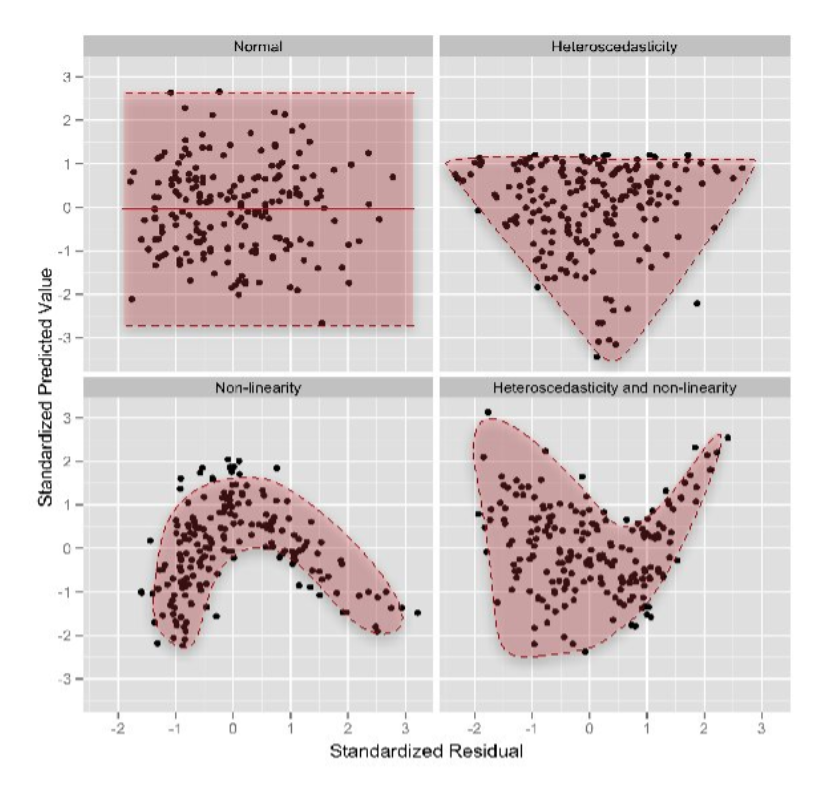 Normal
Heteroscedasticity
3
2
1
0
-1
-2
-3
Standardized Predicted Value
Non-linearity
Heteroscedasticity and non-linearity
3
2
1
0
-1
-2
-3
-2 -1 0 1 2 3 -2 -1 0 1 2 3
Standardized Residual